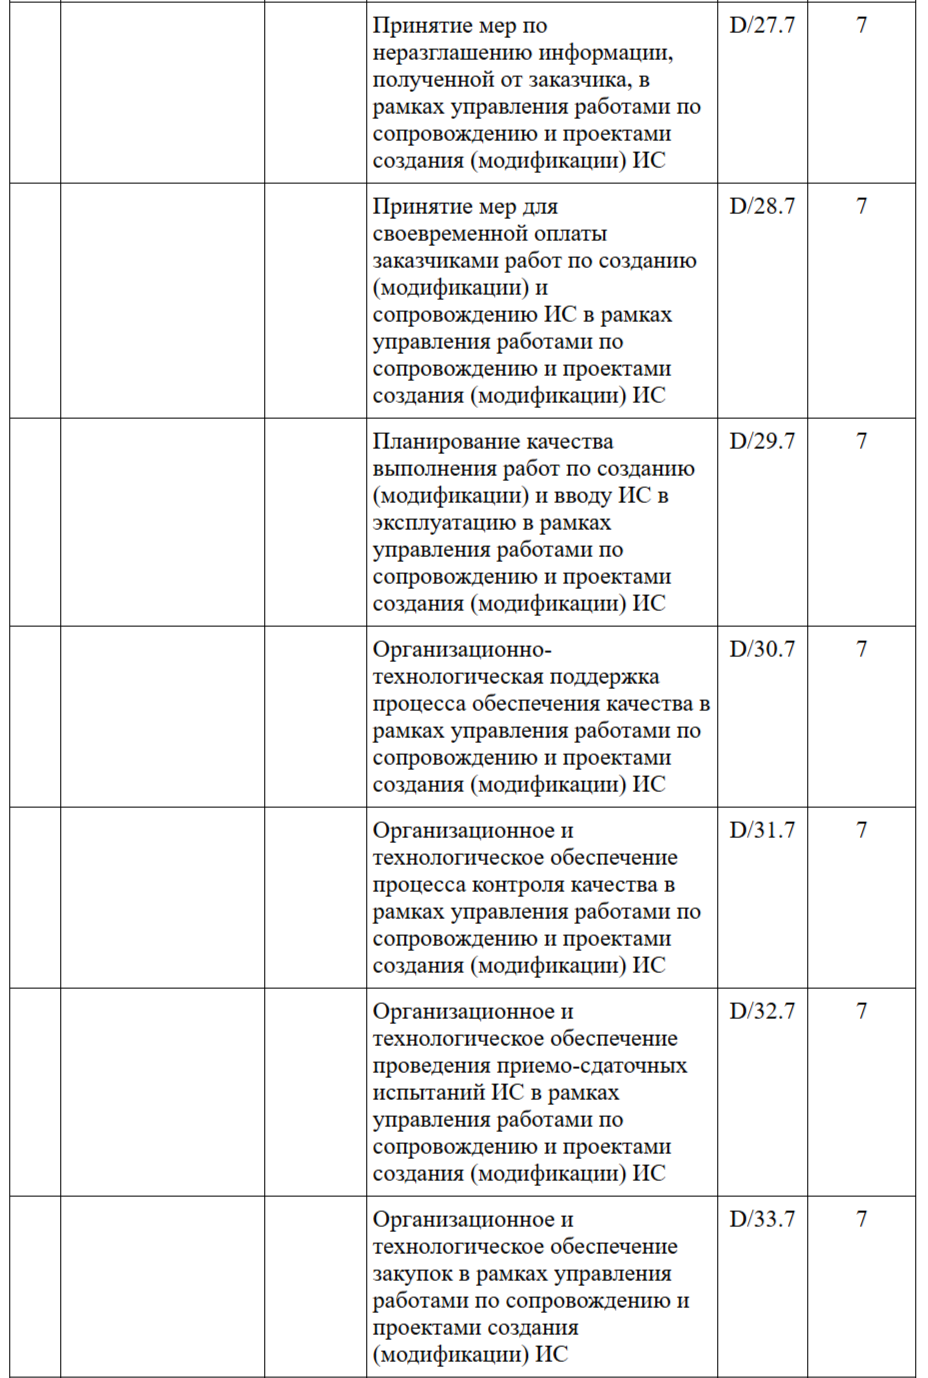 Принятие мер по D/27.7 7
неразглашению информации,
полученной от заказчика, в
рамках управления работами по
сопровождению и проектами
создания (модификации) ИС
Принятие мер для D/28.7 7
своевременной оплаты
заказчиками работ по созданию
(модификации) и
сопровождению ИС в рамках
управления работами по
сопровождению и проектами
создания (модификации) ИС
Планирование качества D/29.7 7
выполнения работ по созданию
(модификации) и вводу ИС в
эксплуатацию в рамках
управления работами по
сопровождению и проектами
создания (модификации) ИС
Организационно- D/30.7 7
технологическая поддержка
процесса обеспечения качества в
рамках управления работами по
сопровождению и проектами
создания (модификации) ИС
Организационное и D/31.7 7
технологическое обеспечение
процесса контроля качества в
рамках управления работами по
сопровождению и проектами
создания (модификации) ИС
Организационное и D/32.7 7
технологическое обеспечение
проведения приемо-сдаточных
испытаний ИС в рамках
управления работами по
сопровождению и проектами
создания (модификации) ИС
Организационное и D/33.7 7
технологическое обеспечение
закупок в рамках управления
работами по сопровождению и
проектами создания
(модификации) ИС